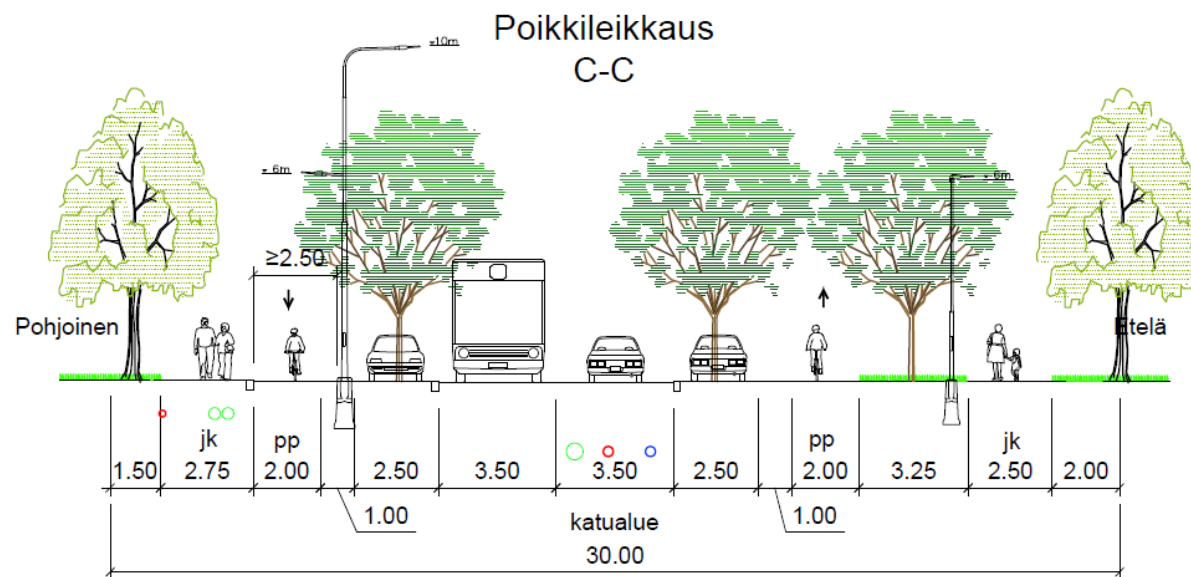 Poikkileikkaus
C-C
≈10m
6m
6m
≥2.50
Pohjoinen
Etelä
jk
pp
pp
jk
1.50
2.75
2.00
2.50
3.50
3.50
2.50
2.00
3.25
2.50
2.00
1.00
1.00
katualue
30.00